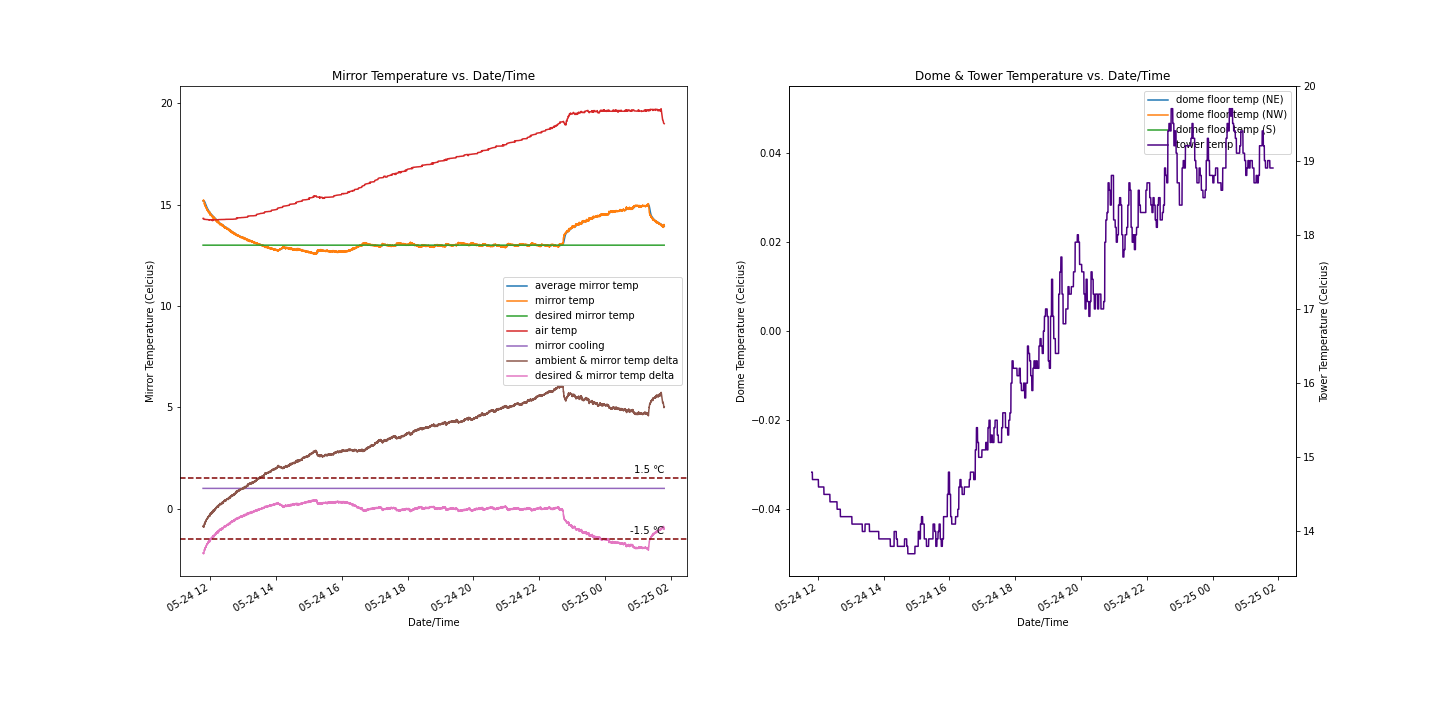 Mirror Temperature vs. Date/Time
20
15
10
5
0
Mirror Temperature (Celcius)
average mirror temp
mirror temp
desired mirror temp
air temp
mirror cooling
ambient & mirror temp delta
desired & mirror temp delta
1.5 °C
-1.5 °C
05-24 12
05-24 14
05-24 16
05-24 18
05-24 20
05-24 22
05-25 00
05-25 02
Date/Time
Dome & Tower Temperature vs. Date/Time
0.04
0.02
0.00
−0.02
−0.04
Dome Temperature (Celcius)
dome floor temp (NE)
dome floor temp (NW)
dome floor temp (S)
tower temp
20
19
18
17
16
15
14
Tower Temperature (Celcius)
05-24 12
05-24 14
05-24 16
05-24 18
05-24 20
05-24 22
05-25 00
05-25 02
Date/Time